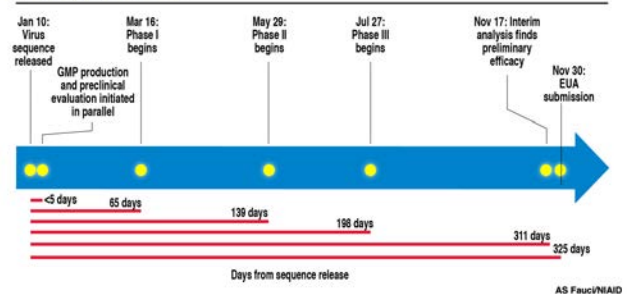 Jan 10:
Virus
sequence
released
GMP production
and preclinical
evaluation initiated
in parallel
Mar 16:
Phase I
begins
May 29:
Phase II
begins
Jul 27:
Phase III
begins
Nov 17: Interim
analysis finds
preliminary
efficacy
Nov 30:
EUA
submission
<5 days
65 days
139 days
198 days
311 days
325 days
Days from sequence release
AS Fauci/NIAID